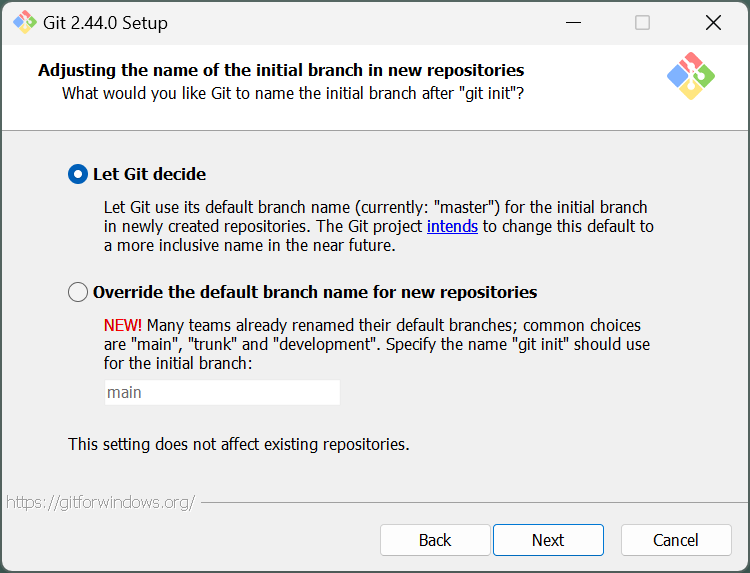 Git 2.44.0 Setup
Adjusting the name of the initial branch in new repositories
What would you like Git to name the initial branch after "git init"?
Let Git decide
Let Git use its default branch name (currently: "master") for the initial branch
in newly created repositories. The Git project intends to change this default to
a more inclusive name in the near future.
Override the default branch name for new repositories
NEW! Many teams already renamed their default branches; common choices
are "main", "trunk" and "development". Specify the name "git init" should use
for the initial branch:
main
This setting does not affect existing repositories.
https://gitforwindows.org/
Back
Next
Cancel